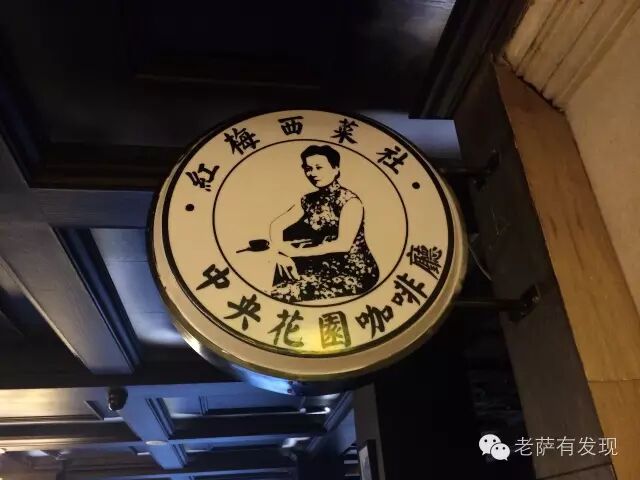 紅梅西菜社
中央花園咖啡廳
老萨有发现